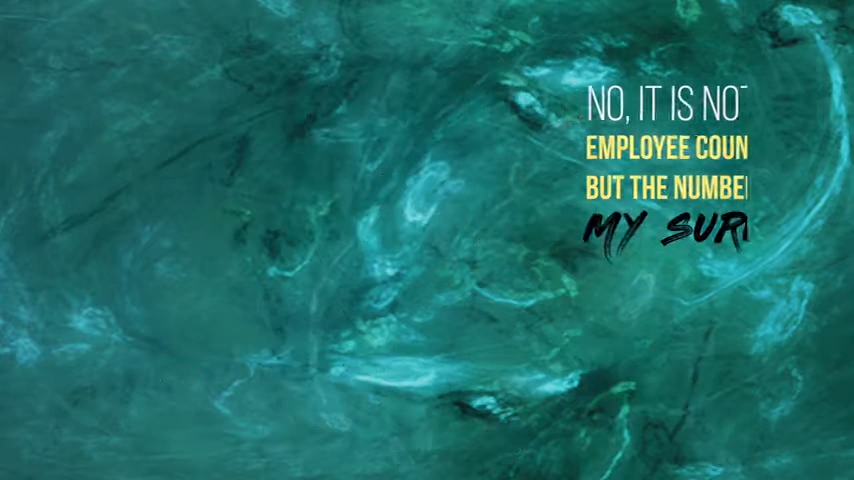 NO, IT IS NO
EMPLOYEE COUN
BUT THE NUMBE
MY SUR